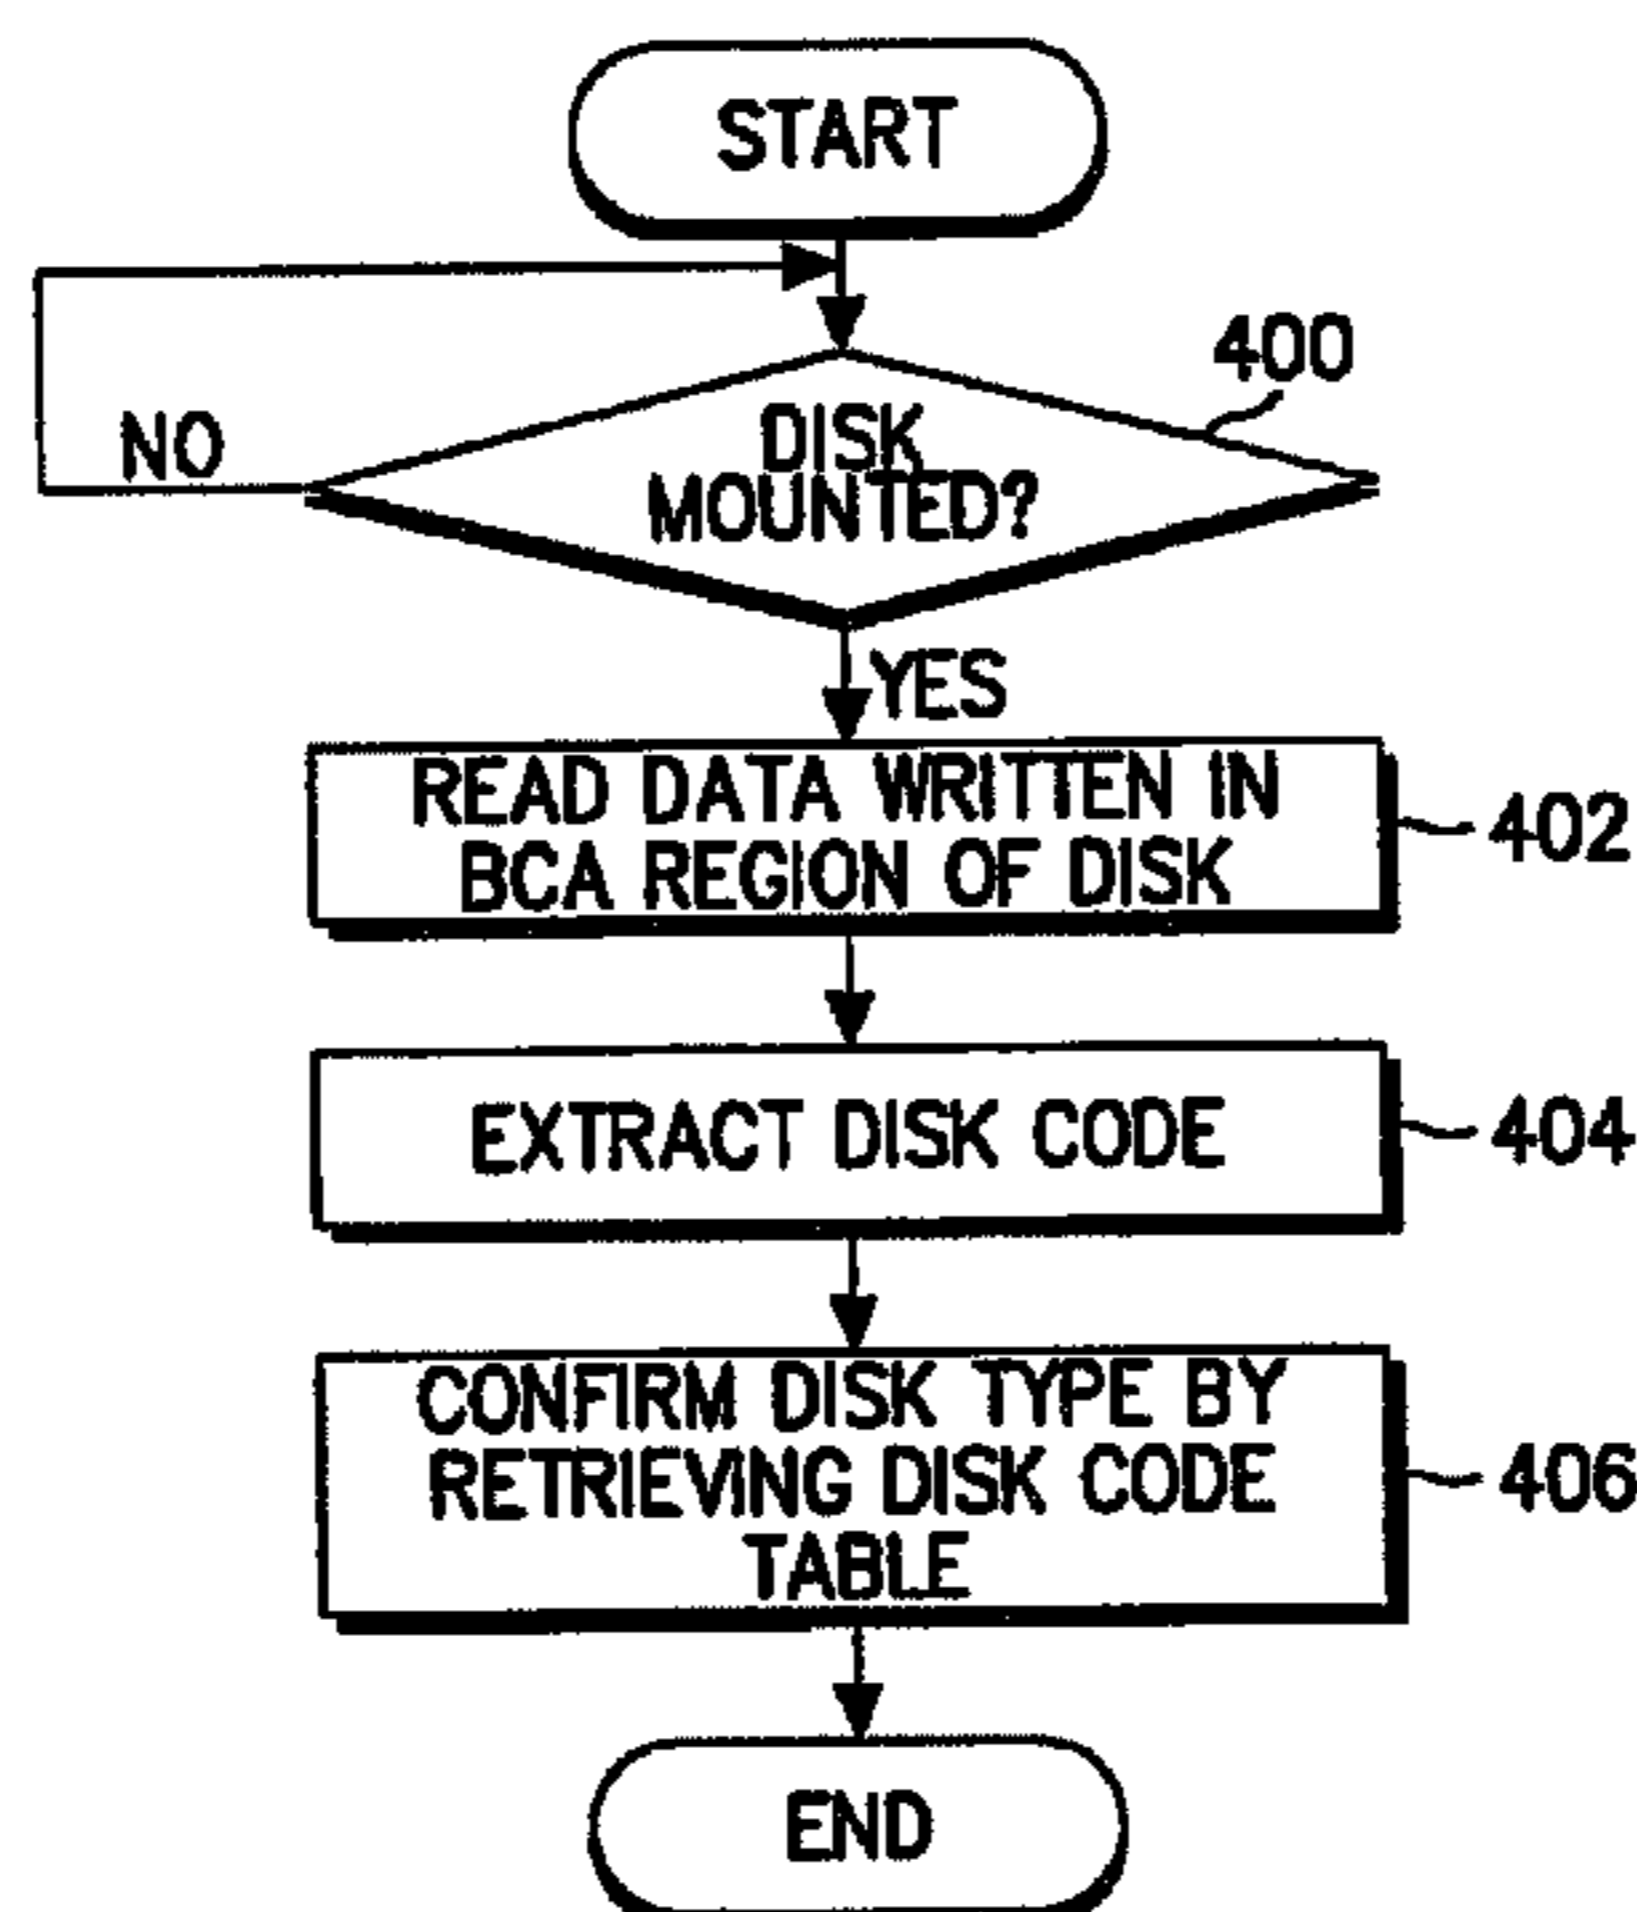 START
400
NO
DISK
MOUNTED?
YES
READ DATA WRITTEN IN
BCA REGION OF DISK
402
EXTRACT DISK CODE
404
CONFIRM DISK TYPE BY
RETRIEVING DISK CODE
TABLE
406
END